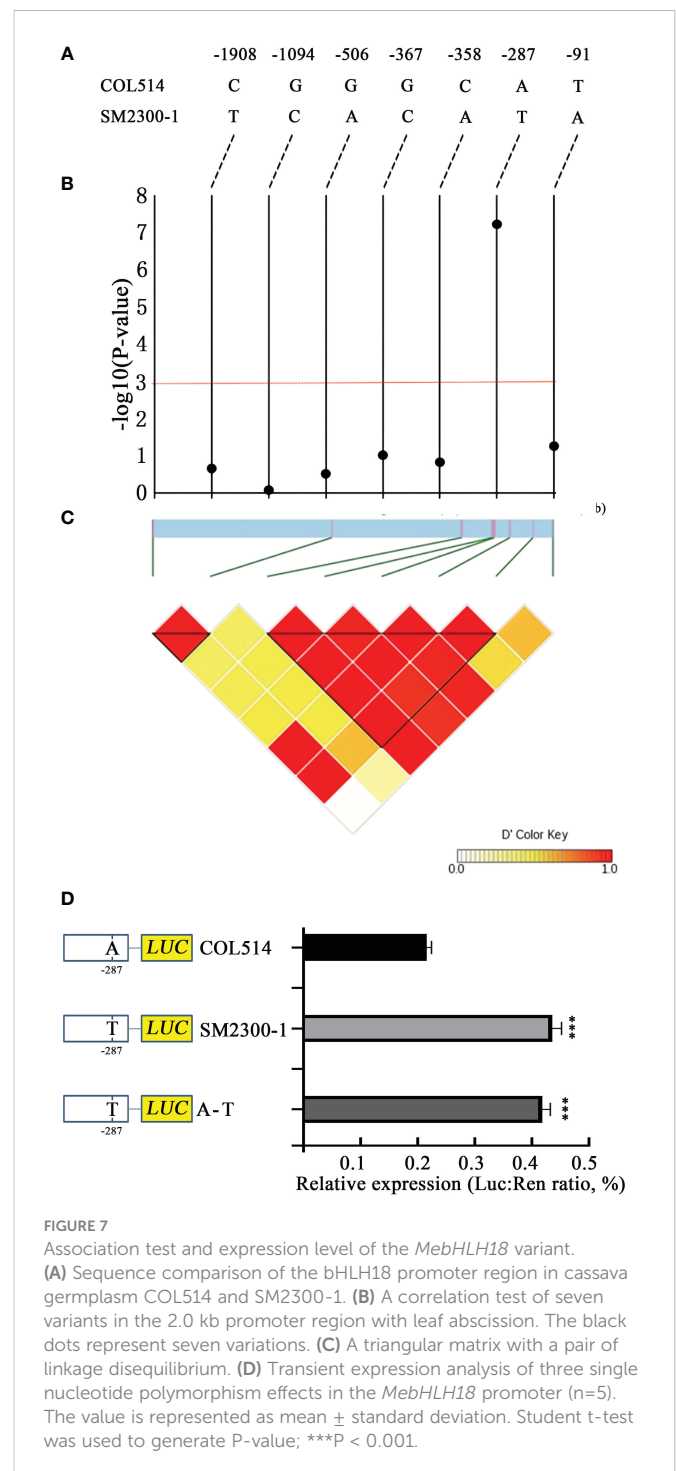 A
-1908 -1094 -506 -367 -358 -287 -91
COL514 C G G G C A T
SM2300-1 T C A C A T A
B
8
7
6
5
4
3
2
1
0
-log10(P-value)
b)
C
D' Color Key
0.0 1.0
D
A LUC COL514
-287
T LUC SM2300-1 ***
-287
T LUC A-T ***
-287
0.1 0.2 0.3 0.4 0.5
Relative expression (Luc:Ren ratio, %)
FIGURE 7
Association test and expression level of the MebHLH18 variant.
(A) Sequence comparison of the bHLH18 promoter region in cassava
germplasm COL514 and SM2300-1. (B) A correlation test of seven
variants in the 2.0 kb promoter region with leaf abscission. The black
dots represent seven variations. (C) A triangular matrix with a pair of
linkage disequilibrium. (D) Transient expression analysis of three single
nucleotide polymorphism effects in the MebHLH18 promoter (n=5).
The value is represented as mean ± standard deviation. Student t-test
was used to generate P-value; ***P < 0.001.